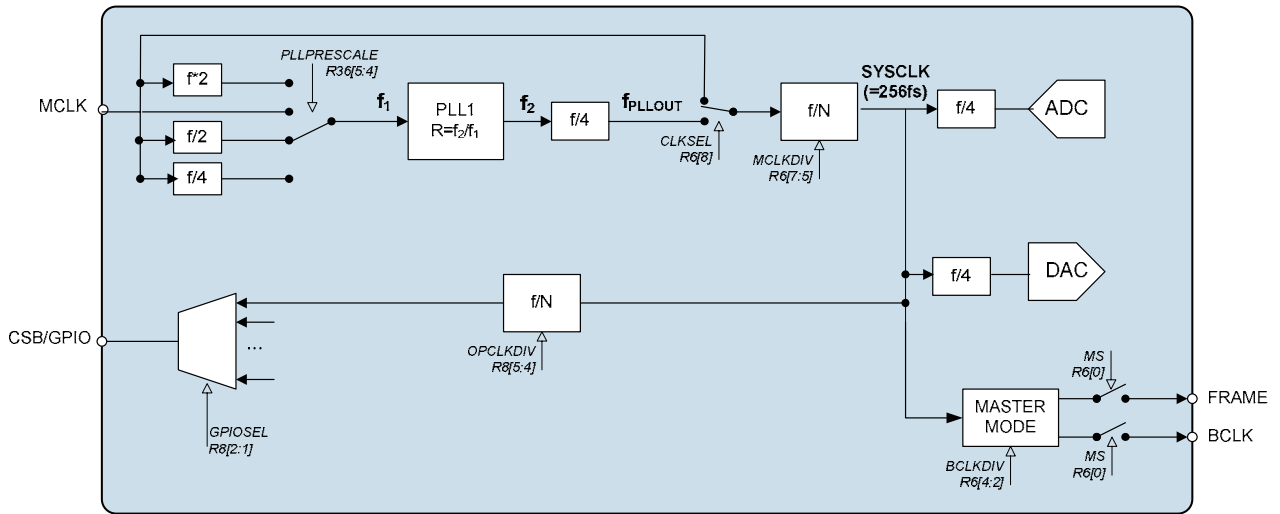 PLLPRESCALE
R36[5:4]
f*2
MCLK
f/2
f/4
f₁
PLL1
R=f₂/f₁
f₂
f/4
fPLLOUT
CLKSEL
R6[8]
f/N
MCLKDIV
R6[7:5]
SYSCLK
(=256fs)
f/4
ADC
f/4
DAC
f/N
OPCLKDIV
R8[5:4]
CSB/GPIO
...
GPIOSEL
R8[2:1]
MASTER
MODE
BCLKDIV
R6[4:2]
MS
R6[0]
FRAME
BCLK
MS
R6[0]